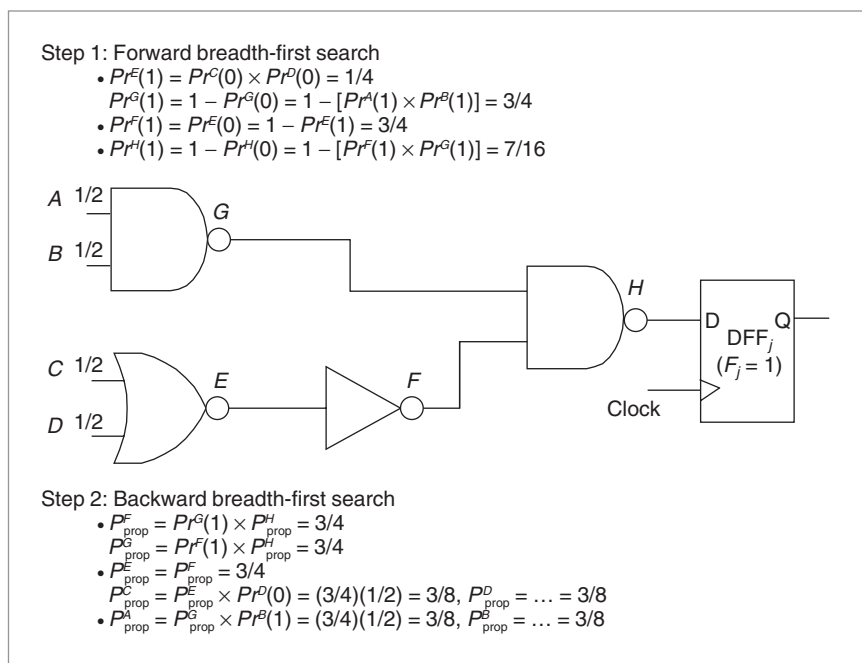 Step 1: Forward breadth-first search
• Pr^E(1) = Pr^C(0) × Pr^D(0) = 1/4
Pr^G(1) = 1 – Pr^G(0) = 1 – [Pr^A(1) × Pr^B(1)] = 3/4
• Pr^F(1) = Pr^E(0) = 1 – Pr^E(1) = 3/4
• Pr^H(1) = 1 – Pr^H(0) = 1 – [Pr^F(1) × Pr^G(1)] = 7/16
A 1/2
G
B 1/2
H
D Q
DFF_j
(F_j = 1)
C 1/2
E
F
Clock
D 1/2
Step 2: Backward breadth-first search
• P^F_prop = Pr^G(1) × P^H_prop = 3/4
P^G_prop = Pr^F(1) × P^H_prop = 3/4
• P^E_prop = P^F_prop = 3/4
P^C_prop = P^E_prop × Pr^D(0) = (3/4)(1/2) = 3/8, P^D_prop = … = 3/8
• P^A_prop = P^G_prop × Pr^B(1) = (3/4)(1/2) = 3/8, P^B_prop = … = 3/8